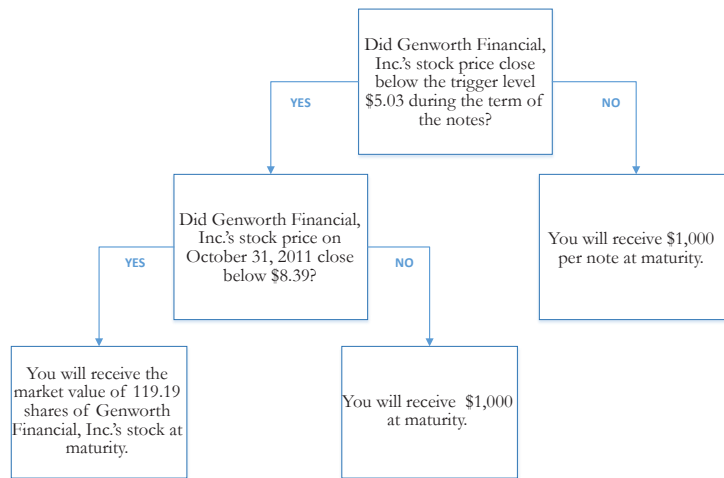 Did Genworth Financial,
Inc.'s stock price close
below the trigger level
$5.03 during the term of
the notes?
YES
NO
Did Genworth Financial,
Inc.'s stock price on
October 31, 2011 close
below $8.39?
You will receive $1,000
per note at maturity.
YES
NO
You will receive the
market value of 119.19
shares of Genworth
Financial, Inc.'s stock at
maturity.
You will receive $1,000
at maturity.